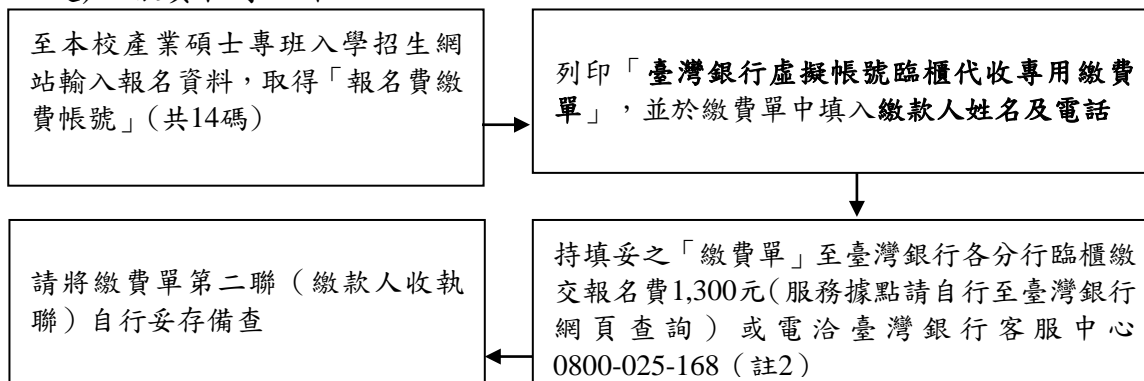 至本校產業碩士專班入學招生網
站輸入報名資料，取得「報名費繳
費帳號」（共14碼）
列印「臺灣銀行虛擬帳號臨櫃代收專用繳費
單」，並於繳費單中填入繳款人姓名及電話
持填妥之「繳費單」至臺灣銀行各分行臨櫃繳
交報名費1,300元（服務據點請自行至臺灣銀行
網頁查詢）或電洽臺灣銀行客服中心
0800-025-168（註2）
請將繳費單第二聯（繳款人收執
聯）自行妥存備查